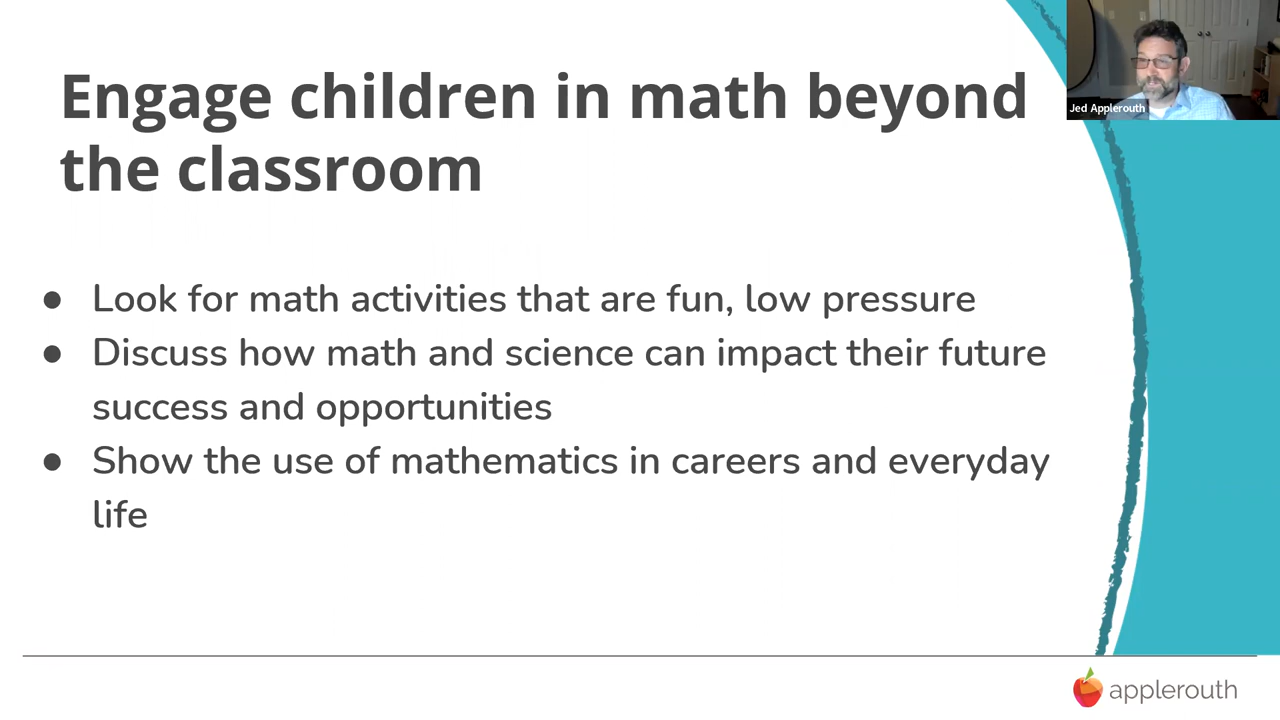 Engage children in math beyond
the classroom
Jed Applerouth
● Look for math activities that are fun, low pressure
● Discuss how math and science can impact their future
success and opportunities
● Show the use of mathematics in careers and everyday
life
applerouth